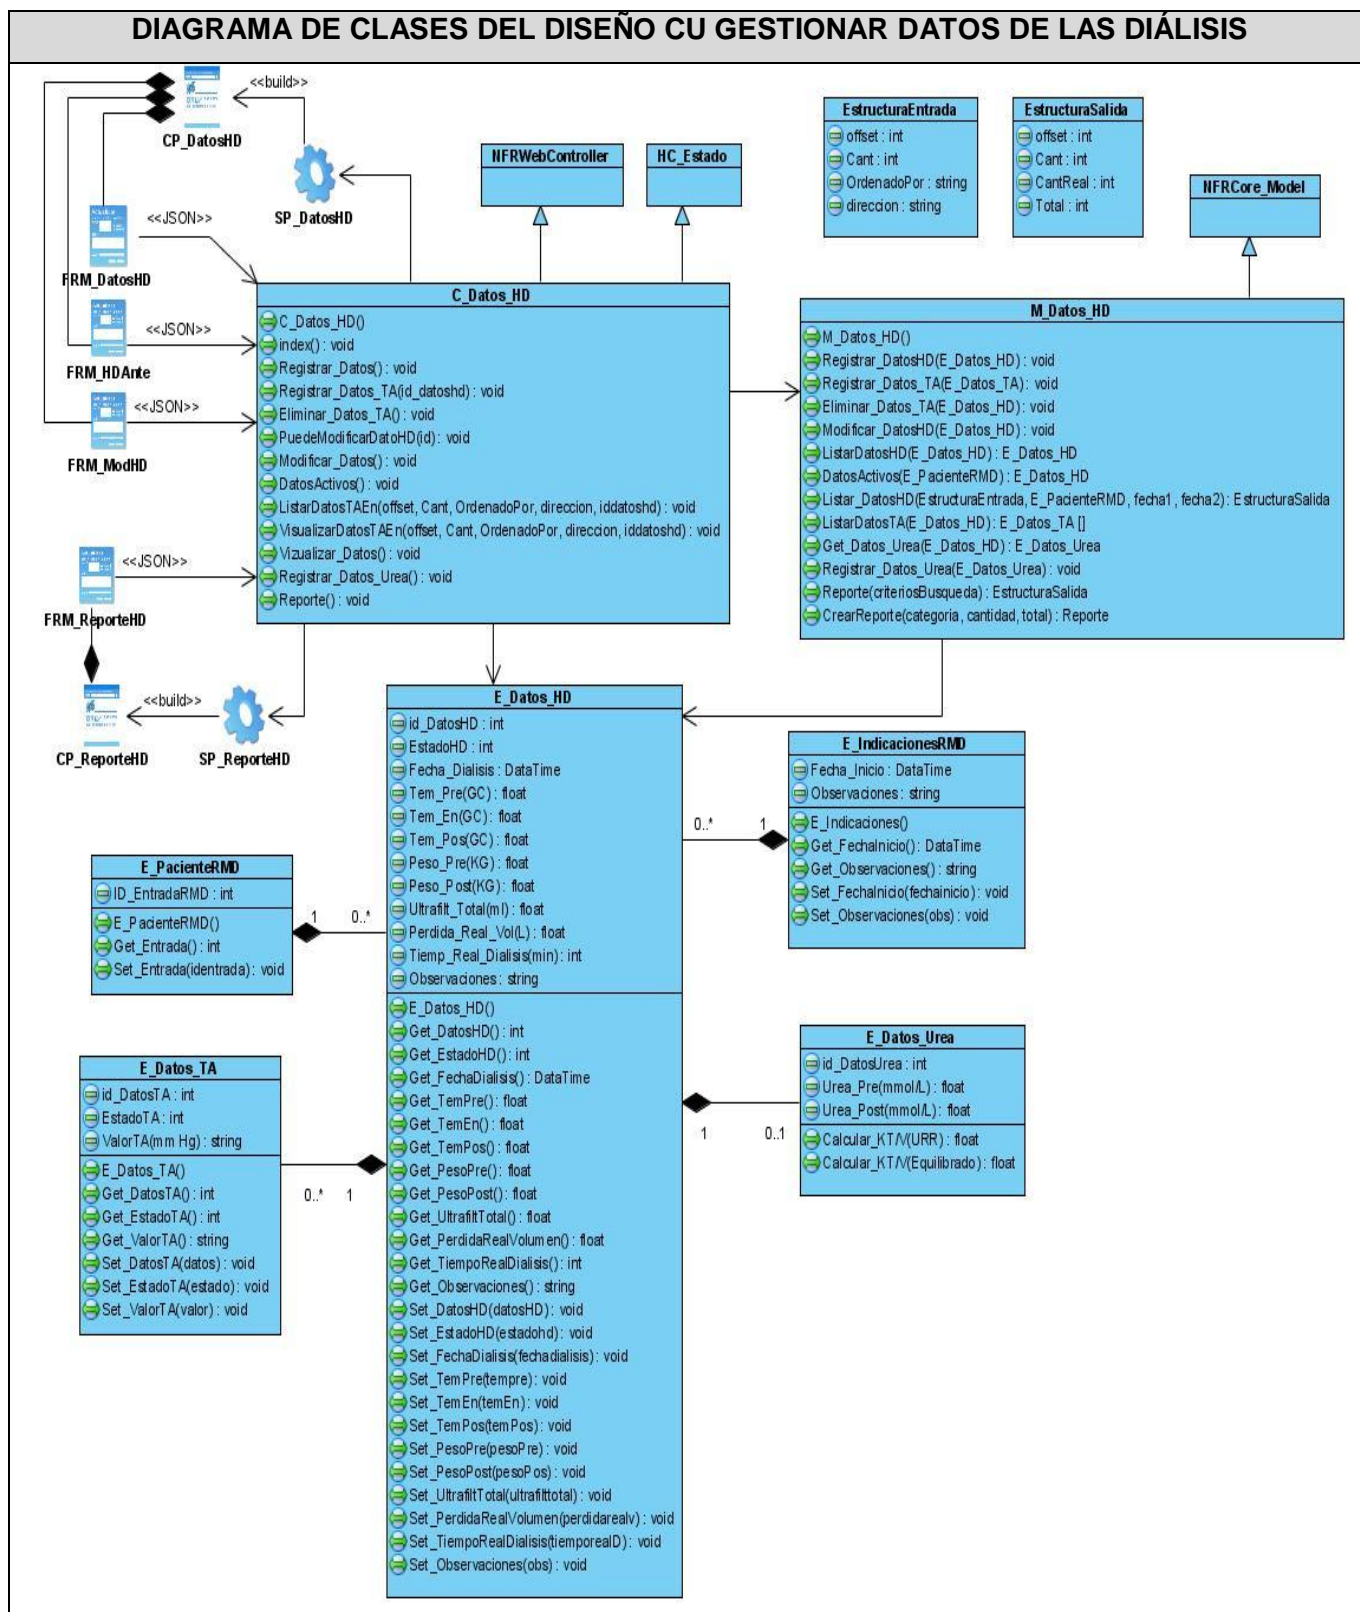 DIAGRAMA DE CLASES DEL DISEÑO CU GESTIONAR DATOS DE LAS DIÁLISIS
<<build>>
CP_DatosHD
SP_DatosHD
<<JSON>>
FRM_DatosHD
<<JSON>>
FRM_HDAnte
<<JSON>>
FRM_ModHD
<<JSON>>
FRM_ReporteHD
<<build>>
CP_ReporteHD
SP_ReporteHD
NFRWebController
HC_Estado
EstructuraEntrada
offset : int
Cant : int
OrdenadoPor : string
direccion : string
EstructuraSalida
offset : int
Cant : int
CantReal : int
Total : int
NFRCore_Model
C_Datos_HD
C_Datos_HD()
index() : void
Registrar_Datos() : void
Registrar_Datos_TA(id_datoshd) : void
Eliminar_Datos_TA() : void
PuedeModificarDatoHD(id) : void
Modificar_Datos() : void
DatosActivos() : void
ListarDatosTAEn(offset, Cant, OrdenadoPor, direccion, iddatoshd) : void
VisualizarDatosTAEn(offset, Cant, OrdenadoPor, direccion, iddatoshd) : void
Vizualizar_Datos() : void
Registrar_Datos_Urea() : void
Reporte() : void
M_Datos_HD
M_Datos_HD()
Registrar_DatosHD(E_Datos_HD) : void
Registrar_Datos_TA(E_Datos_TA) : void
Eliminar_Datos_TA(E_Datos_HD) : void
Modificar_DatosHD(E_Datos_HD) : void
ListarDatosHD(E_Datos_HD) : E_Datos_HD
DatosActivos(E_PacienteRMD) : E_Datos_HD
Listar_DatosHD(EstructuraEntrada, E_PacienteRMD, fecha1, fecha2) : EstructuraSalida
ListarDatosTA(E_Datos_HD) : E_Datos_TA []
Get_Datos_Urea(E_Datos_HD) : E_Datos_Urea
Registrar_Datos_Urea(E_Datos_Urea) : void
Reporte(criteriosBusqueda) : EstructuraSalida
CrearReporte(categoria, cantidad, total) : Reporte
E_Datos_HD
id_DatosHD : int
EstadoHD : int
Fecha_Dialisis : DataTime
Tem_Pre(GC) : float
Tem_En(GC) : float
Tem_Pos(GC) : float
Peso_Pre(KG) : float
Peso_Post(KG) : float
Ultrafilt_Total(ml) : float
Perdida_Real_Vol(L) : float
Tiemp_Real_Dialisis(min) : int
Observaciones : string
E_Datos_HD()
Get_DatosHD() : int
Get_EstadoHD() : int
Get_FechaDialisis() : DataTime
Get_TemPre() : float
Get_TemEn() : float
Get_TemPos() : float
Get_PesoPre() : float
Get_PesoPost() : float
Get_UltrafiltTotal() : float
Get_PerdidaRealVolumen() : float
Get_TiempoRealDialisis() : int
Get_Observaciones() : string
Set_DatosHD(datosHD) : void
Set_EstadoHD(estadohd) : void
Set_FechaDialisis(fechadialisis) : void
Set_TemPre(tempre) : void
Set_TemEn(temEn) : void
Set_TemPos(temPos) : void
Set_PesoPre(pesoPre) : void
Set_PesoPost(pesoPos) : void
Set_UltrafiltTotal(ultrafilttotal) : void
Set_PerdidaRealVolumen(perdidarealv) : void
Set_TiempoRealDialisis(tiemporealD) : void
Set_Observaciones(obs) : void
E_IndicacionesRMD
Fecha_Inicio : DataTime
Observaciones : string
E_Indicaciones()
Get_FechaInicio() : DataTime
Get_Observaciones() : string
Set_FechaInicio(fechainicio) : void
Set_Observaciones(obs) : void
0..* 1
E_PacienteRMD
ID_EntradaRMD : int
E_PacienteRMD()
Get_Entrada() : int
Set_Entrada(identrada) : void
1 0..*
E_Datos_TA
id_DatosTA : int
EstadoTA : int
ValorTA(mm Hg) : string
E_Datos_TA()
Get_DatosTA() : int
Get_EstadoTA() : int
Get_ValorTA() : string
Set_DatosTA(datos) : void
Set_EstadoTA(estado) : void
Set_ValorTA(valor) : void
0..* 1
E_Datos_Urea
id_DatosUrea : int
Urea_Pre(mmol/L) : float
Urea_Post(mmol/L) : float
Calcular_KT/V(URR) : float
Calcular_KT/V(Equilibrado) : float
1 0..1